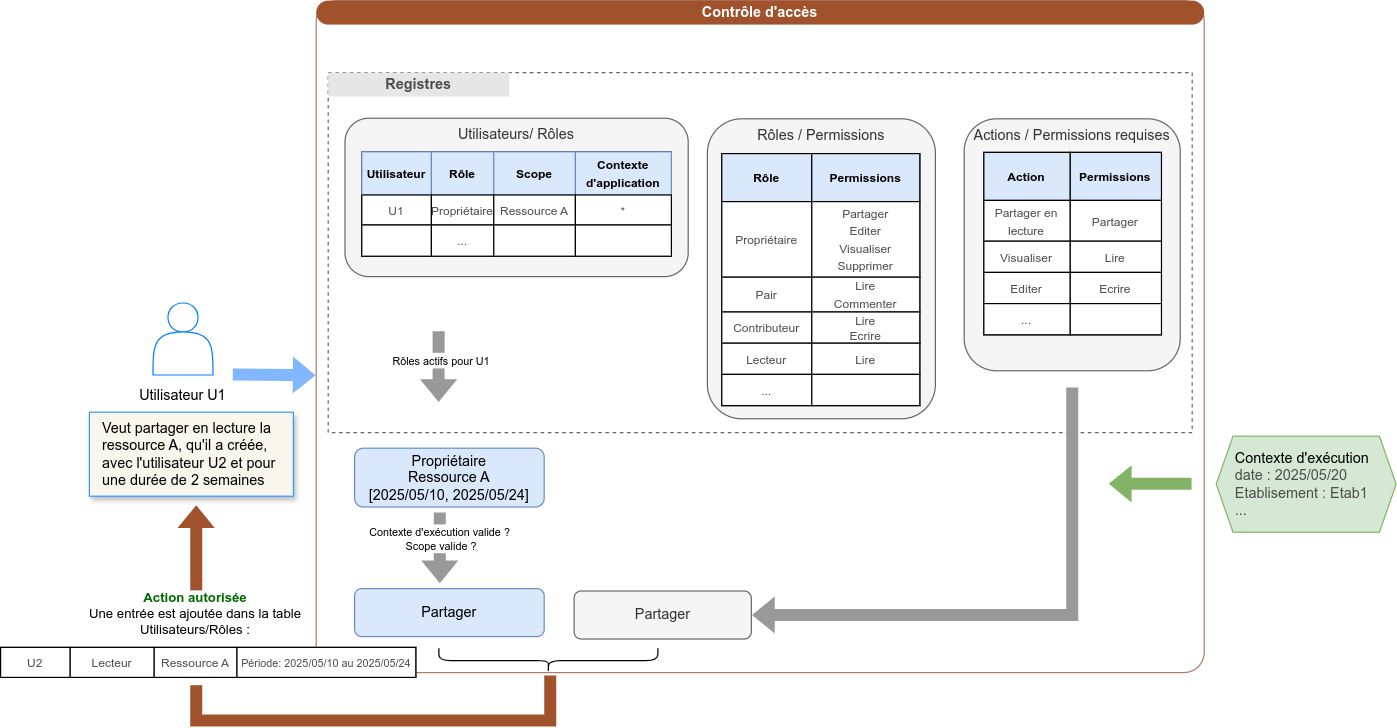 Contrôle d'accès
Registres
Utilisateurs/ Rôles
Utilisateur
Rôle
Scope
Contexte
d'application
U1
Propriétaire
Ressource A
*
...
Rôles / Permissions
Rôle
Permissions
Propriétaire
Partager
Editer
Visualiser
Supprimer
Pair
Lire
Commenter
Contributeur
Lire
Ecrire
Lecteur
Lire
...
Actions / Permissions requises
Action
Permissions
Partager en
lecture
Partager
Visualiser
Lire
Editer
Ecrire
...
Rôles actifs pour U1
Utilisateur U1
Veut partager en lecture la
ressource A, qu'il a créée,
avec l'utilisateur U2 et pour
une durée de 2 semaines
Propriétaire
Ressource A
[2025/05/10, 2025/05/24]
Contexte d'exécution valide ?
Scope valide ?
Partager
Partager
Contexte d'exécution
date : 2025/05/20
Etablisement : Etab1
...
Action autorisée
Une entrée est ajoutée dans la table
Utilisateurs/Rôles :
U2
Lecteur
Ressource A
Période: 2025/05/10 au 2025/05/24